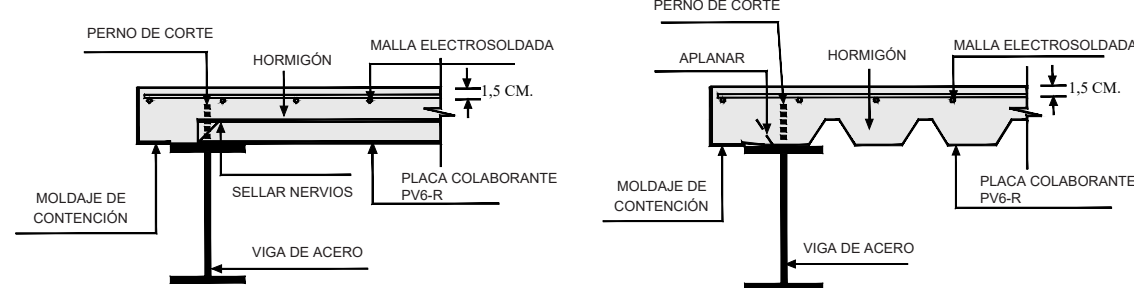 PERNO DE CORTE
HORMIGÓN
MALLA ELECTROSOLDADA
1,5 CM.
SELLAR NERVIOS
PLACA COLABORANTE
PV6-R
MOLDAJE DE
CONTENCIÓN
VIGA DE ACERO
PERNO DE CORTE
APLANAR
HORMIGÓN
MALLA ELECTROSOLDADA
1,5 CM.
PLACA COLABORANTE
PV6-R
MOLDAJE DE
CONTENCIÓN
VIGA DE ACERO